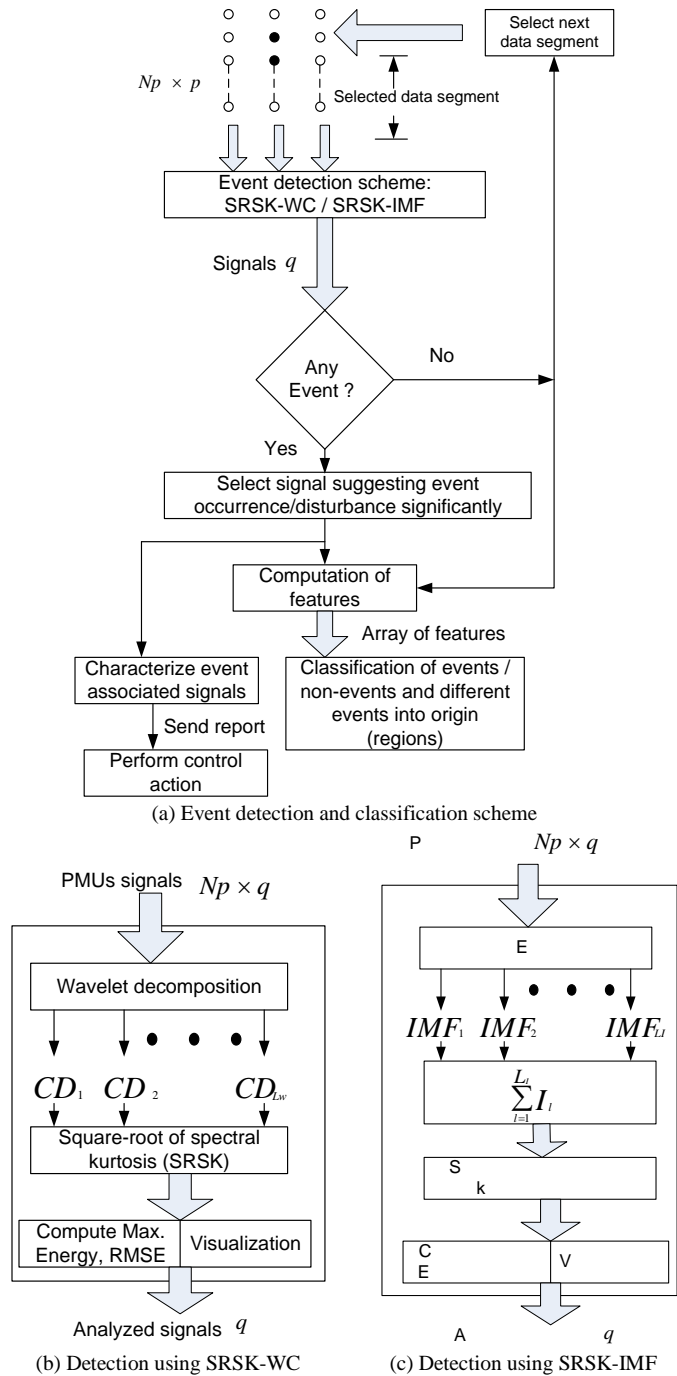 Select next
data segment
Np × p
Selected data segment
Event detection scheme:
SRSK-WC / SRSK-IMF
Signals q
Any
Event ?
No
Yes
Select signal suggesting event
occurrence/disturbance significantly
Computation of
features
Array of features
Characterize event
associated signals
Classification of events /
non-events and different
events into origin
(regions)
Send report
Perform control
action
(a) Event detection and classification scheme
PMUs signals Np × q
Wavelet decomposition
CD1 CD2 CDLw
Square-root of spectral
kurtosis (SRSK)
Compute Max.
Energy, RMSE
Visualization
Analyzed signals q
(b) Detection using SRSK-WC
P Np × q
E
IMF1 IMF2 IMFLI
∑_{l=1}^{L_I} I_l
S
k
C
E
V
A q
(c) Detection using SRSK-IMF